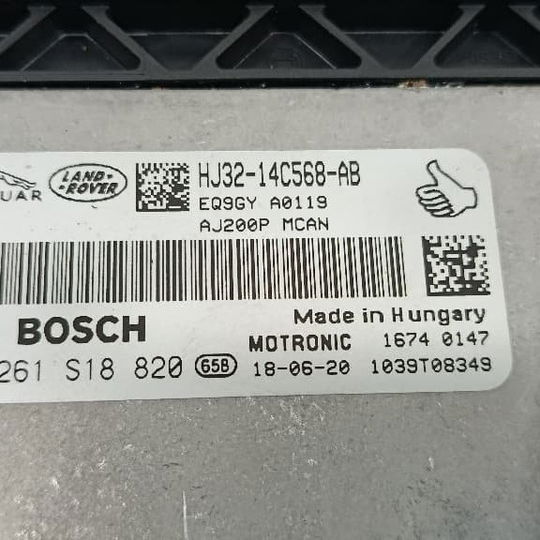 UAR
LAND-
ROVER
HJ32-14C568-AB
EQ9GY A0119
AJ200P MCAN
BOSCH
Made in Hungary
MOTRONIC 1674 0147
261 S18 820 65B 18-06-20 1039T08349